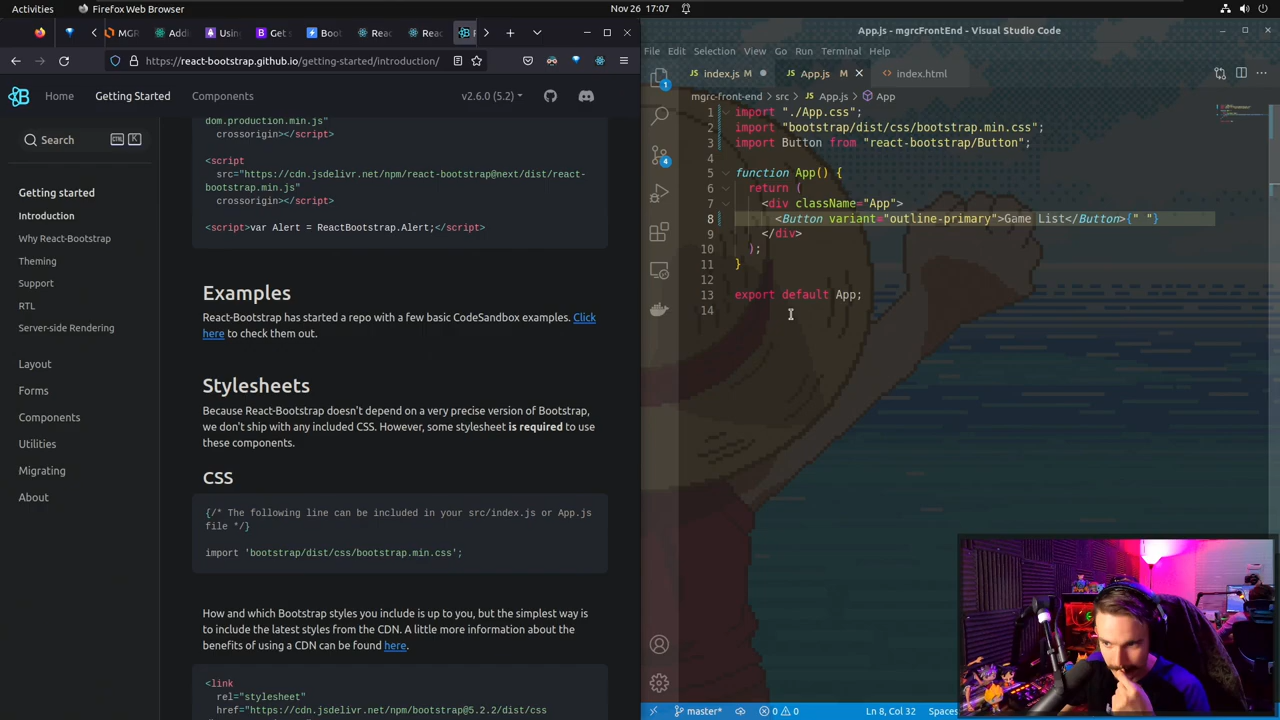 Activities
Firefox Web Browser
Nov 26 17:07
MGR
Addi
Using
Get s
Boot
Reac
Reac
https://react-bootstrap.github.io/getting-started/introduction/
Home
Getting Started
Components
v2.6.0 (5.2)
Search
K
Getting started
Introduction
Why React-Bootstrap
Theming
Support
RTL
Server-side Rendering
Layout
Forms
Components
Utilities
Migrating
About
dom.production.min.js"
crossorigin></script>
<script
src="https://cdn.jsdelivr.net/npm/react-bootstrap@next/dist/react-
bootstrap.min.js"
crossorigin></script>
<script>var Alert = ReactBootstrap.Alert;</script>
Examples
React-Bootstrap has started a repo with a few basic CodeSandbox examples. Click
here to check them out.
Stylesheets
Because React-Bootstrap doesn't depend on a very precise version of Bootstrap,
we don't ship with any included CSS. However, some stylesheet is required to use
these components.
CSS
{/* The following line can be included in your src/index.js or App.js
file */}
import 'bootstrap/dist/css/bootstrap.min.css';
How and which Bootstrap styles you include is up to you, but the simplest way is
to include the latest styles from the CDN. A little more information about the
benefits of using a CDN can be found here.
<link
rel="stylesheet"
href="https://cdn.jsdelivr.net/npm/bootstrap@5.2.2/dist/css
App.js - mgrcFrontEnd - Visual Studio Code
File Edit Selection View Go Run Terminal Help
index.js M
App.js M
index.html
mgrc-front-end > src > App.js > App
1 import "./App.css";
2 import "bootstrap/dist/css/bootstrap.min.css";
3 import Button from "react-bootstrap/Button";
4
5 function App() {
6 return (
7 <div className="App">
8 <Button variant="outline-primary">Game List</Button>{" "}
9 </div>
10 );
11 }
12
13 export default App;
14
1
4
master*
0
0
Ln 8, Col 32
Spaces